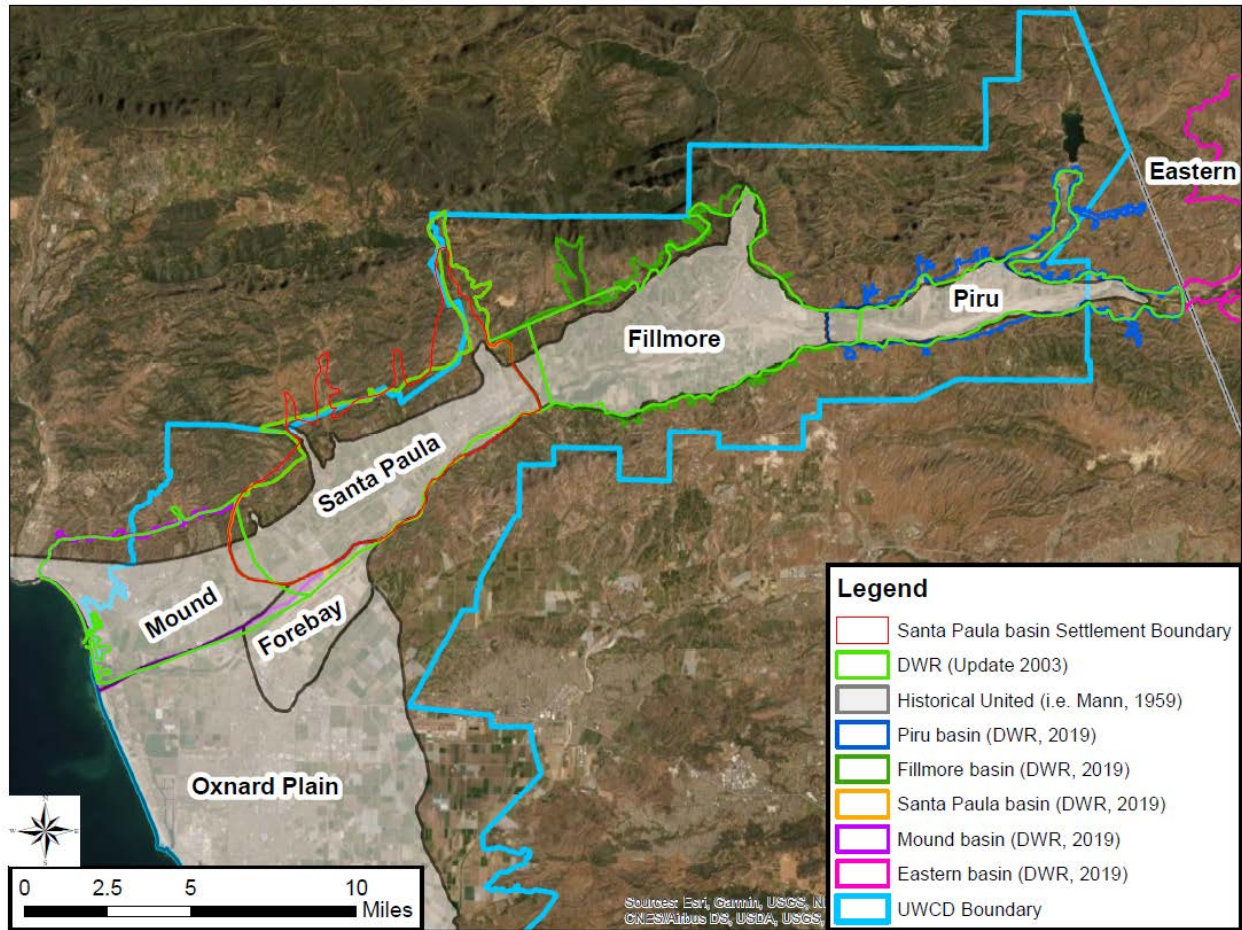 Eastern
Piru
Fillmore
Santa Paula
Mound
Forebay
Oxnard Plain
Legend
Santa Paula basin Settlement Boundary
DWR (Update 2003)
Historical United (i.e. Mann, 1959)
Piru basin (DWR, 2019)
Fillmore basin (DWR, 2019)
Santa Paula basin (DWR, 2019)
Mound basin (DWR, 2019)
Eastern basin (DWR, 2019)
UWCD Boundary
N
W
E
S
0 2.5 5 10
Miles
Sources: Esri, Garmin, USGS,
CNES/Airbus DS, USDA, USGS,